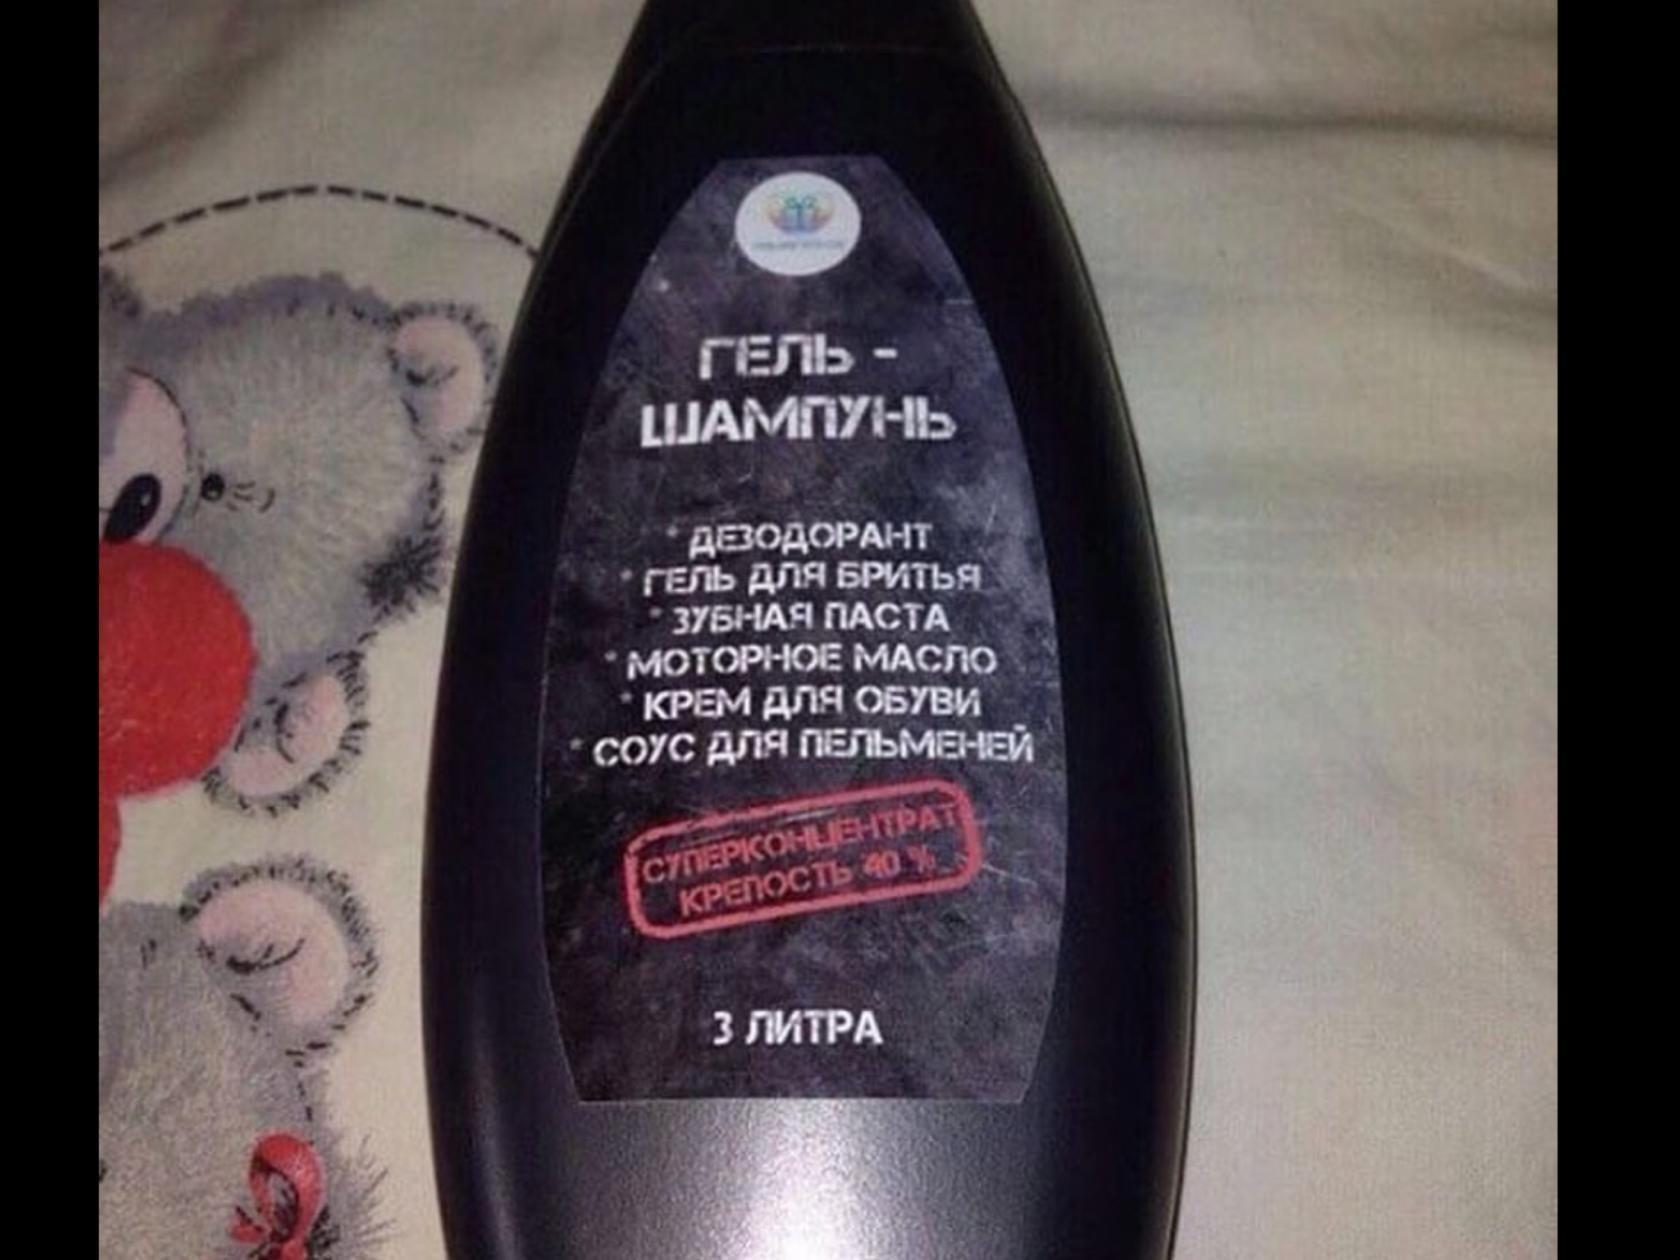 ГЕЛЬ -
ШАМПУНЬ
* ДЕЗОДОРАНТ
* ГЕЛЬ ДЛЯ БРИТЬЯ
* ЗУБНАЯ ПАСТА
* МОТОРНОЕ МАСЛО
* КРЕМ ДЛЯ ОБУВИ
* СОУС ДЛЯ ПЕЛЬМЕНЕЙ
СУПЕРКОНЦЕНТРАТ
КРЕПОСТЬ 40 %
3 ЛИТРА